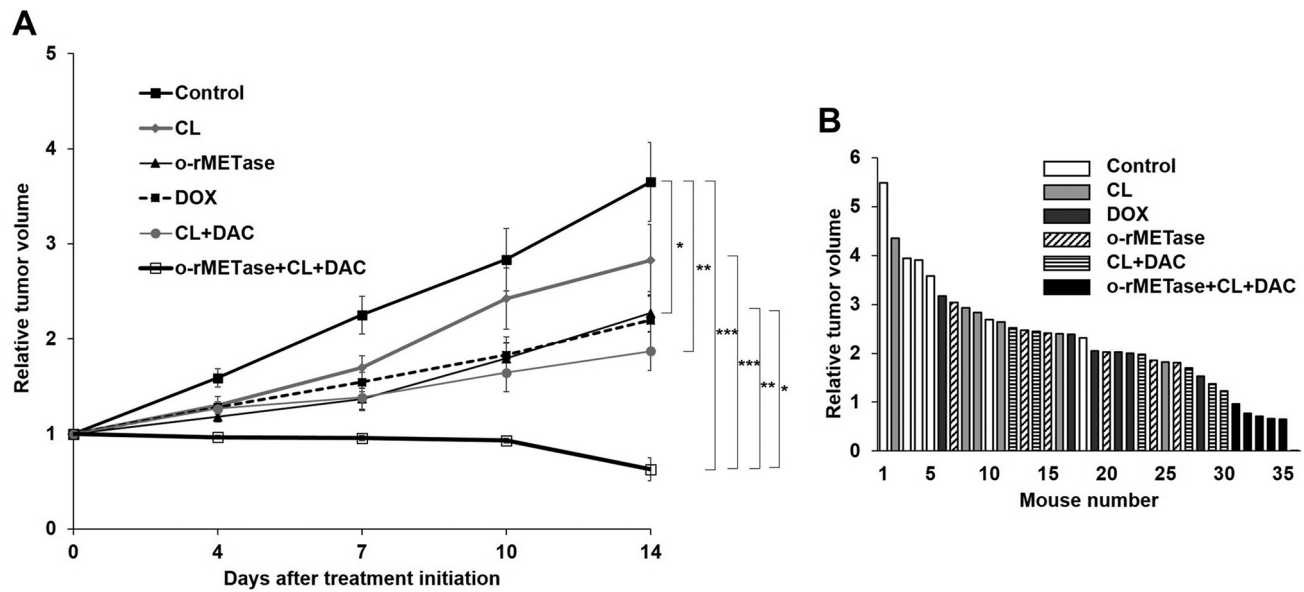 A
5
4
3
2
1
0
Relative tumor volume
Control
CL
o-rMETase
DOX
CL+DAC
o-rMETase+CL+DAC
*
**
***
***
**
*
0 4 7 10 14
Days after treatment initiation
B
6
5
4
3
2
1
0
Relative tumor volume
Control
CL
DOX
o-rMETase
CL+DAC
o-rMETase+CL+DAC
1 5 10 15 20 25 30 35
Mouse number